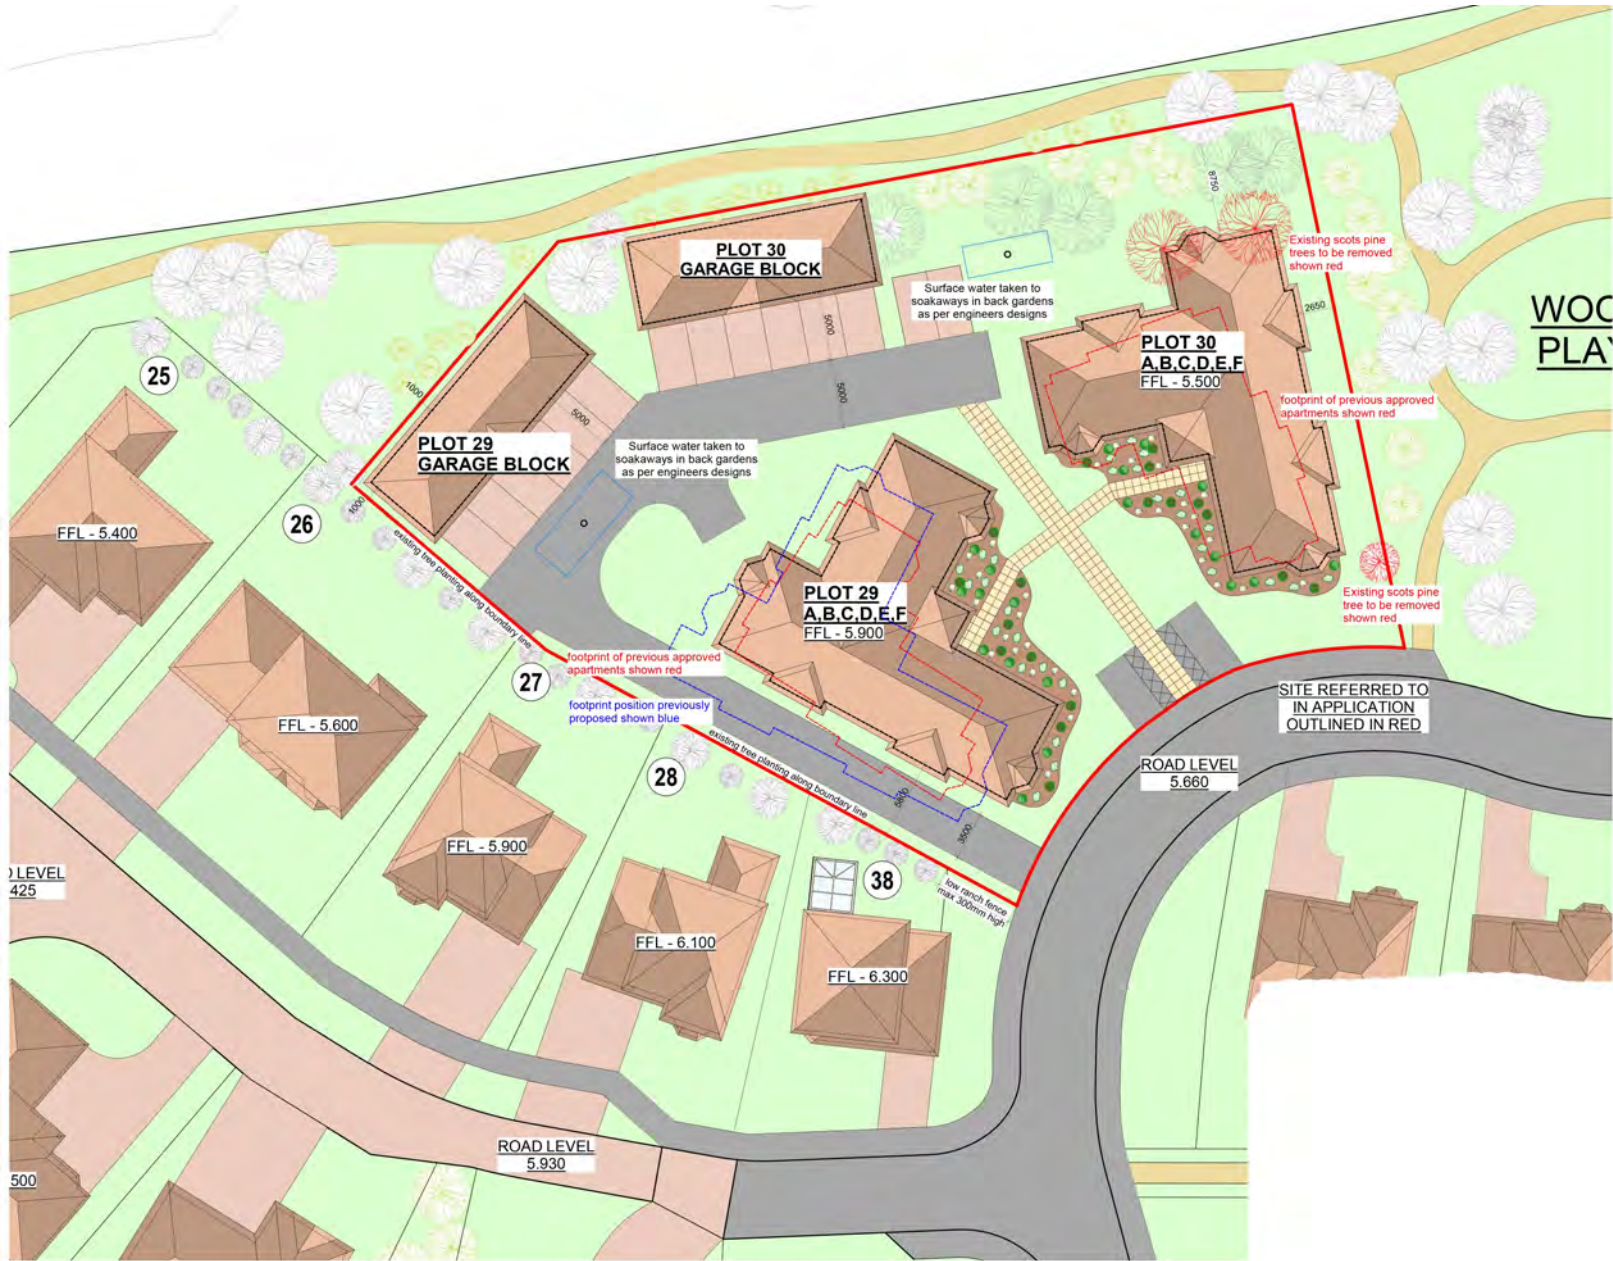 8750
PLOT 30
GARAGE BLOCK
Existing scots pine
trees to be removed
shown red
Surface water taken to
soakaways in back gardens
as per engineers designs
2650
5000
WOO
PLAY
PLOT 30
A,B,C,D,E,F
FFL - 5.500
25
1000
5000
5000
footprint of previous approved
apartments shown red
PLOT 29
GARAGE BLOCK
Surface water taken to
soakaways in back gardens
as per engineers designs
1000
26
FFL - 5.400
existing tree planting along boundary line
PLOT 29
A,B,C,D,E,F
FFL - 5.900
Existing scots pine
tree to be removed
shown red
27
footprint of previous approved
apartments shown red
footprint position previously
proposed shown blue
SITE REFERRED TO
IN APPLICATION
OUTLINED IN RED
FFL - 5.600
existing tree planting along boundary line
28
ROAD LEVEL
5.660
5800
3500
FFL - 5.900
D LEVEL
425
38
low ranch fence
max 300mm high
FFL - 6.100
FFL - 6.300
ROAD LEVEL
5.930
500